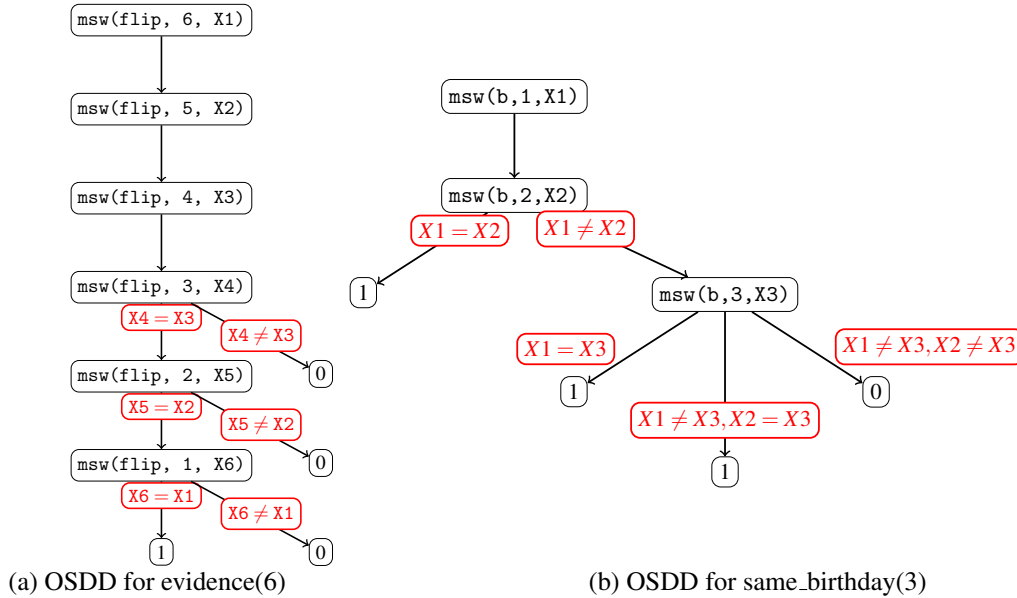 msw(flip, 6, X1)
msw(flip, 5, X2)
msw(flip, 4, X3)
msw(flip, 3, X4)
X4 = X3
X4 ≠ X3
0
msw(flip, 2, X5)
X5 = X2
X5 ≠ X2
0
msw(flip, 1, X6)
X6 = X1
X6 ≠ X1
1
0
(a) OSDD for evidence(6)
msw(b,1,X1)
msw(b,2,X2)
X1 = X2
X1 ≠ X2
1
msw(b,3,X3)
X1 = X3
X1 ≠ X3, X2 ≠ X3
1
0
X1 ≠ X3, X2 = X3
1
(b) OSDD for same_birthday(3)